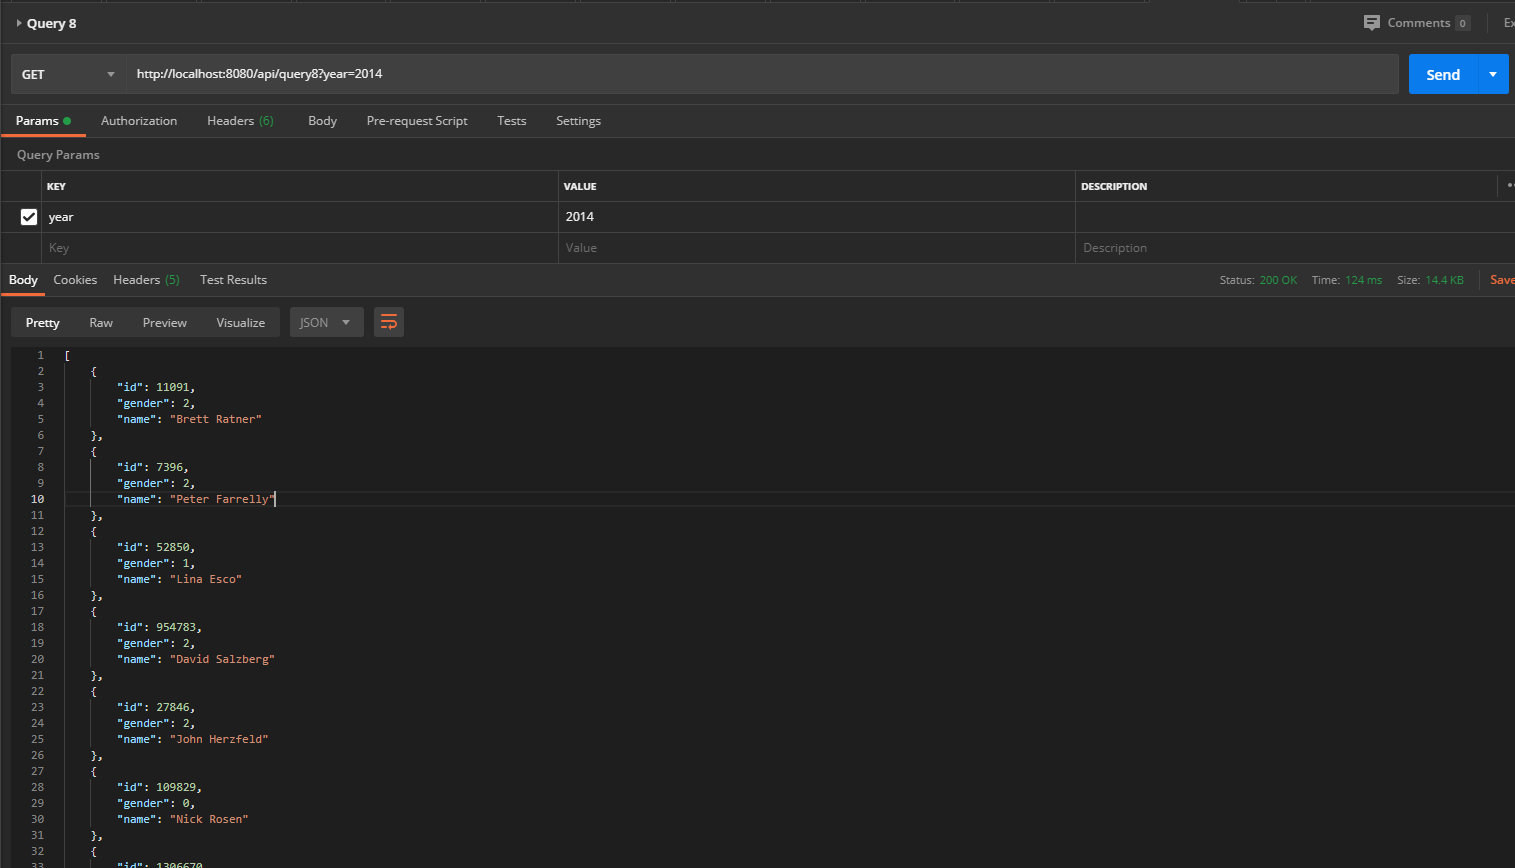 Query 8
Comments 0
GET
http://localhost:8080/api/query8?year=2014
Send
Params
Authorization
Headers (6)
Body
Pre-request Script
Tests
Settings
Query Params
KEY VALUE DESCRIPTION
year 2014
Key Value Description
Body Cookies Headers (5) Test Results
Status: 200 OK Time: 124 ms Size: 14.4 KB Save
Pretty Raw Preview Visualize JSON
1 [
2 {
3 "id": 11091,
4 "gender": 2,
5 "name": "Brett Ratner"
6 },
7 {
8 "id": 7396,
9 "gender": 2,
10 "name": "Peter Farrelly"
11 },
12 {
13 "id": 52850,
14 "gender": 1,
15 "name": "Lina Esco"
16 },
17 {
18 "id": 954783,
19 "gender": 2,
20 "name": "David Salzberg"
21 },
22 {
23 "id": 27846,
24 "gender": 2,
25 "name": "John Herzfeld"
26 },
27 {
28 "id": 109829,
29 "gender": 0,
30 "name": "Nick Rosen"
31 },
32 {
33 "id": 1306670